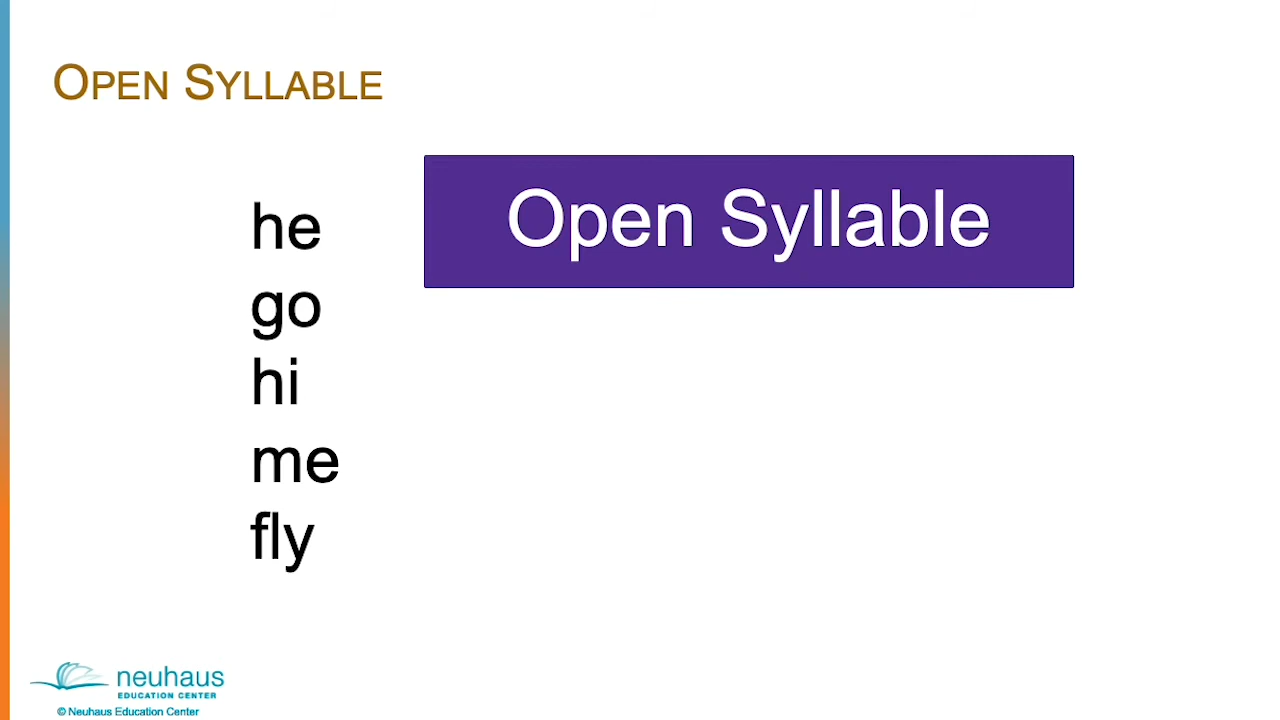 OPEN SYLLABLE
Open Syllable
he
go
hi
me
fly
neuhaus
EDUCATION CENTER
© Neuhaus Education Center